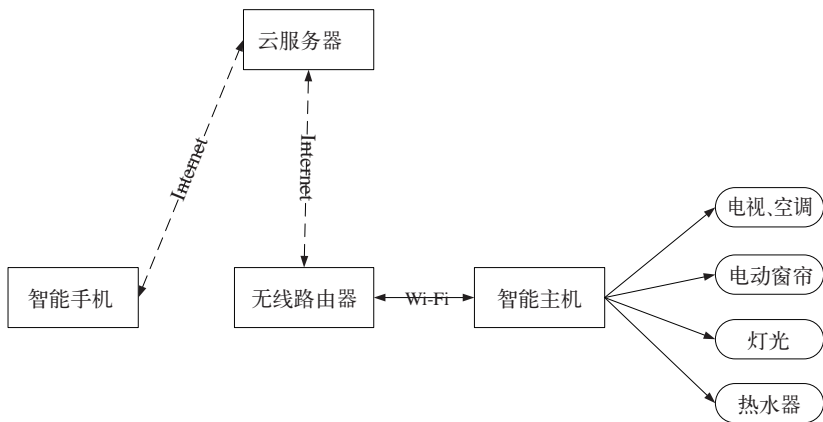 云服务器
Internet
Internet
智能手机
无线路由器
Wi-Fi
智能主机
电视、空调
电动窗帘
灯光
热水器